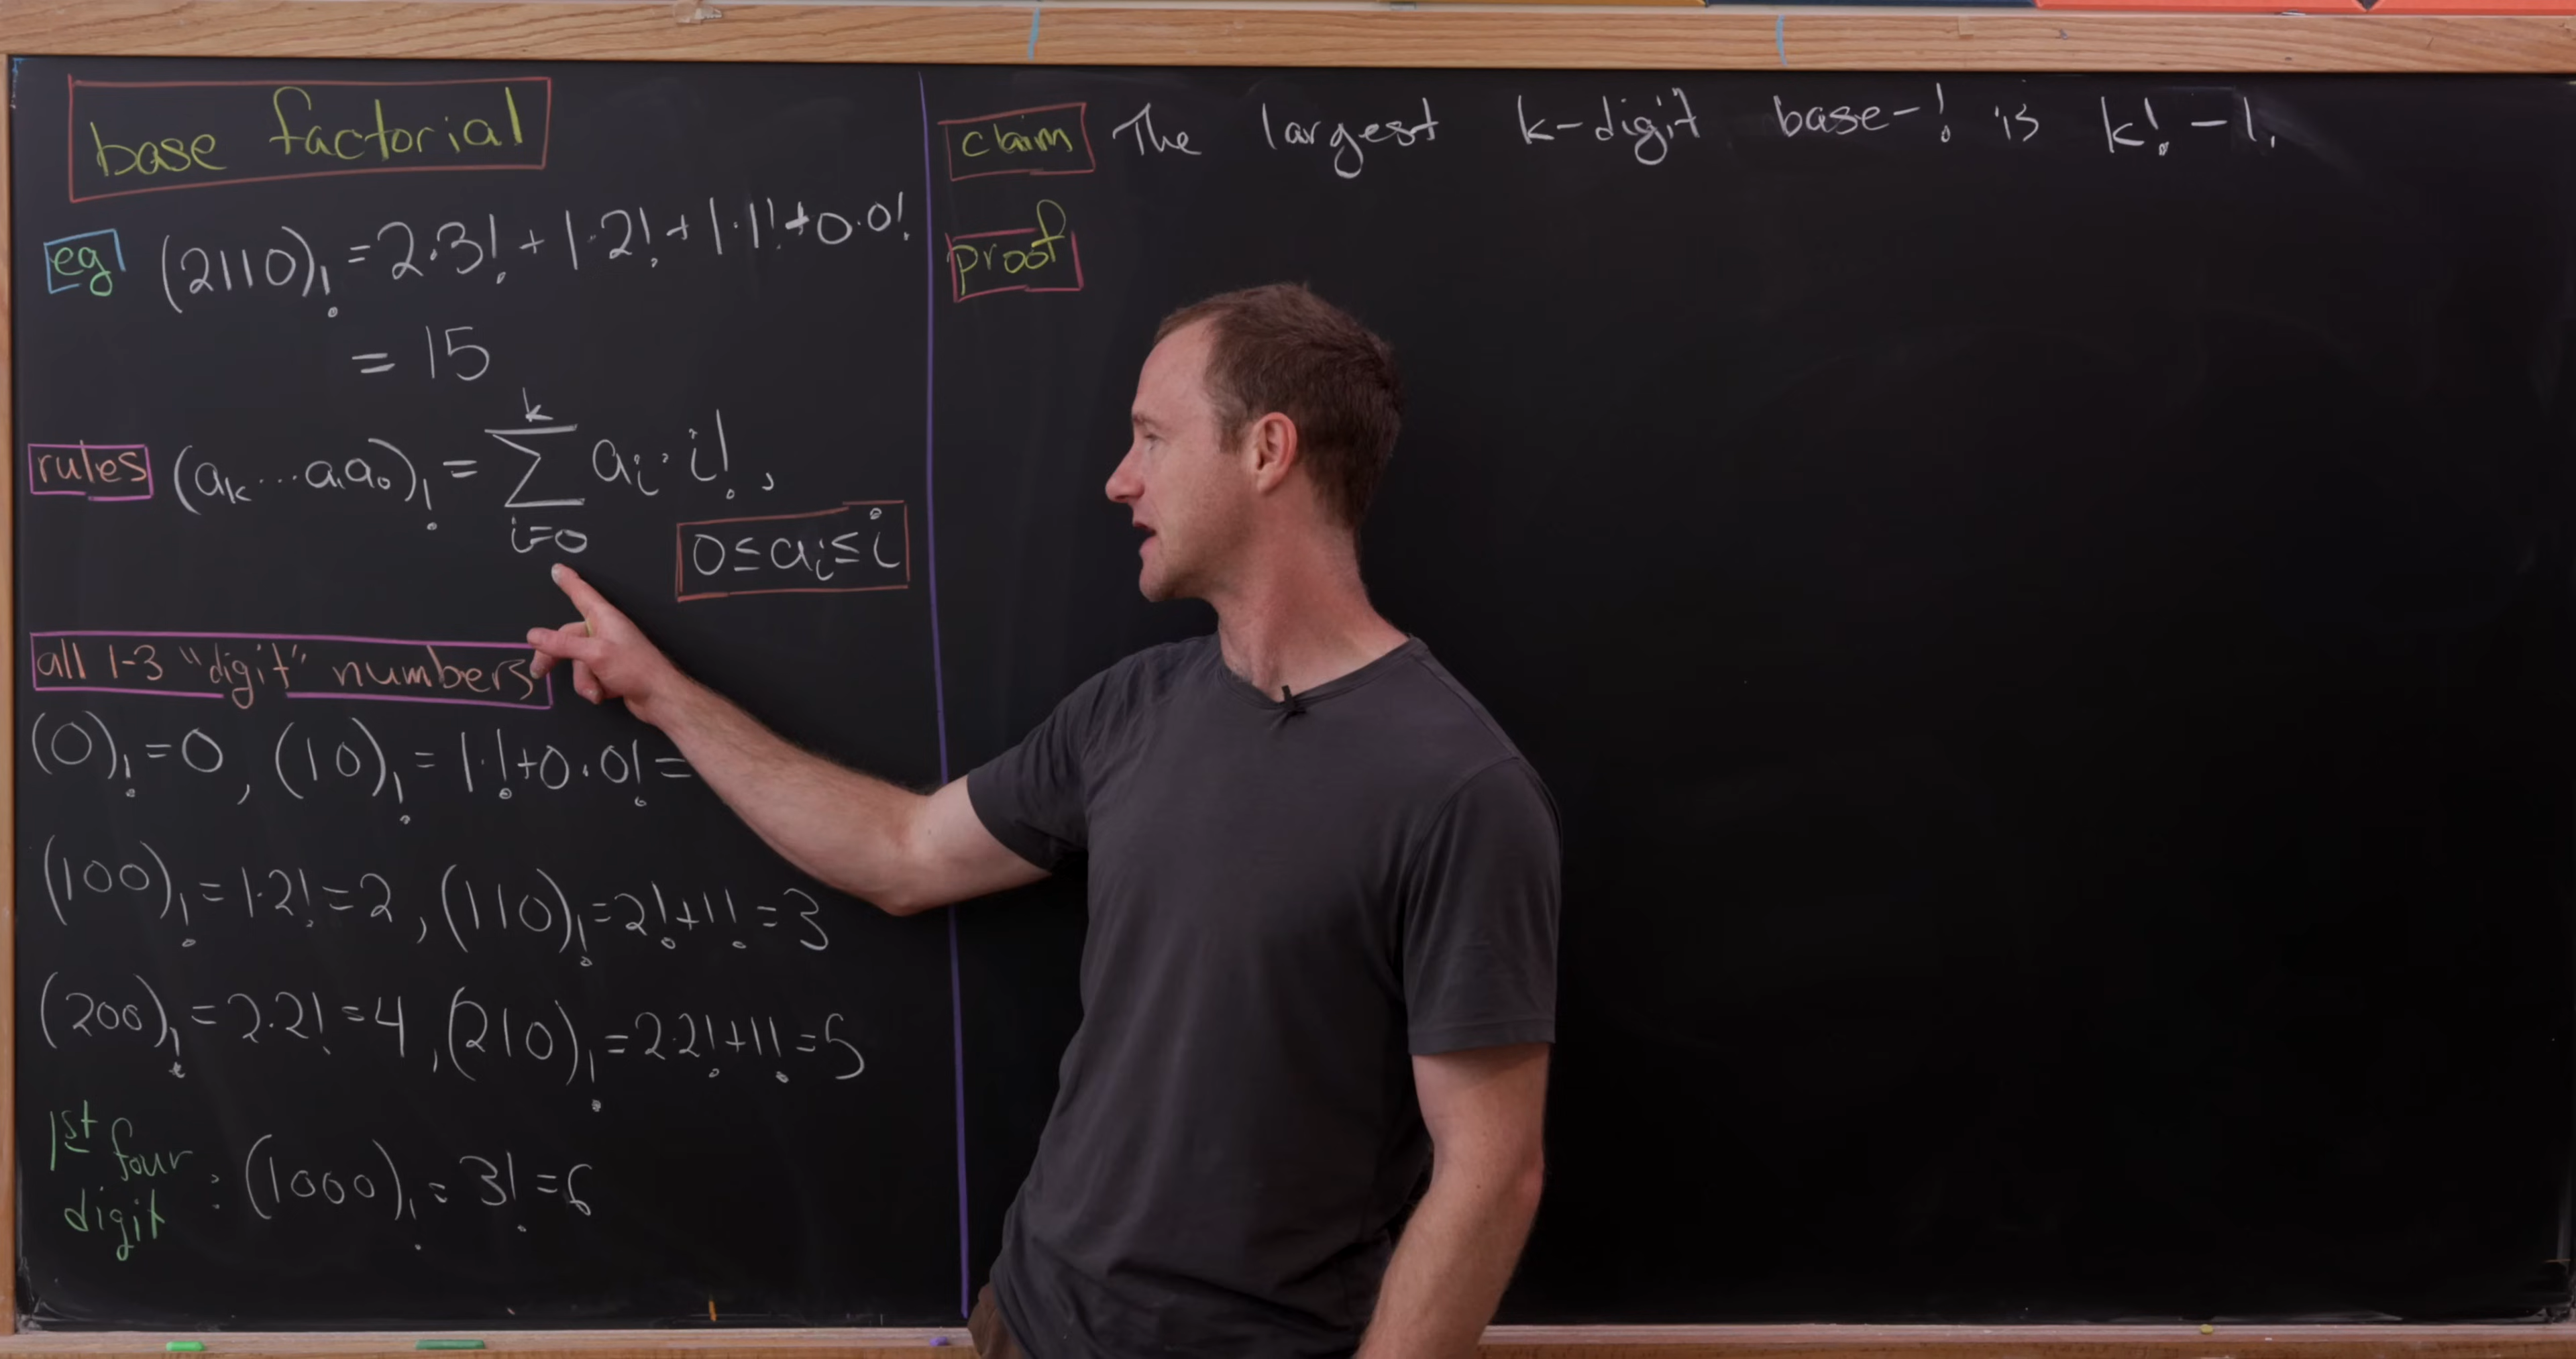 base factorial
eg (2110)! = 2·3! + 1·2! + 1·1! + 0·0!
= 15
rules (aₖ...a₁a₀)! = ∑ᵢ₌₀ᵏ aᵢ·i! ,
0 ≤ aᵢ ≤ i
all 1-3 "digit" numbers
(0)! = 0 , (10)! = 1·1! + 0·0! =
(100)! = 1·2! = 2 , (110)! = 2! + 1! = 3
(200)! = 2·2! = 4 , (210)! = 2·2! + 1! = 5
1st four digit : (1000)! = 3! = 6
claim The largest k-digit base-! is k! - 1.
proof